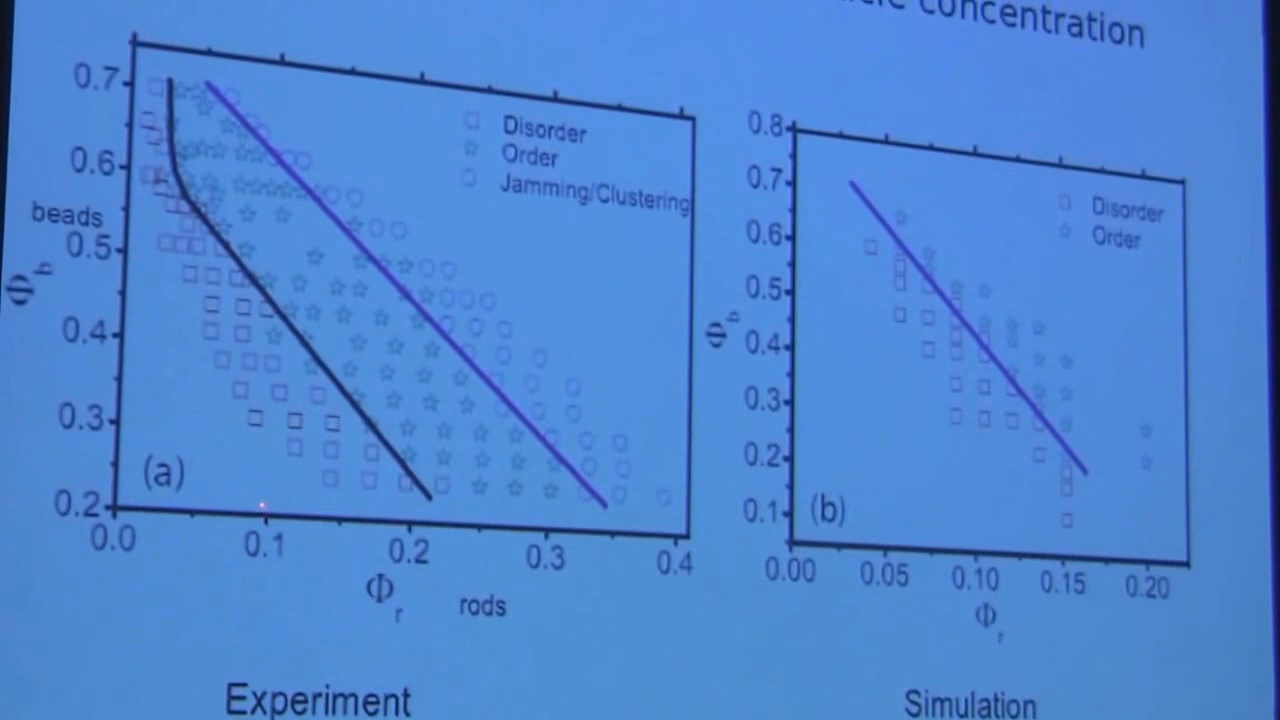 concentration
0.7
0.6
beads
0.5
Φb
0.4
0.3
0.2
0.0
0.1
0.2
0.3
0.4
Φr
rods
Disorder
Order
Jamming/Clustering
(a)
Experiment
0.8
0.7
0.6
0.5
Φb
0.4
0.3
0.2
0.1
0.00
0.05
0.10
0.15
0.20
Φr
Disorder
Order
(b)
Simulation